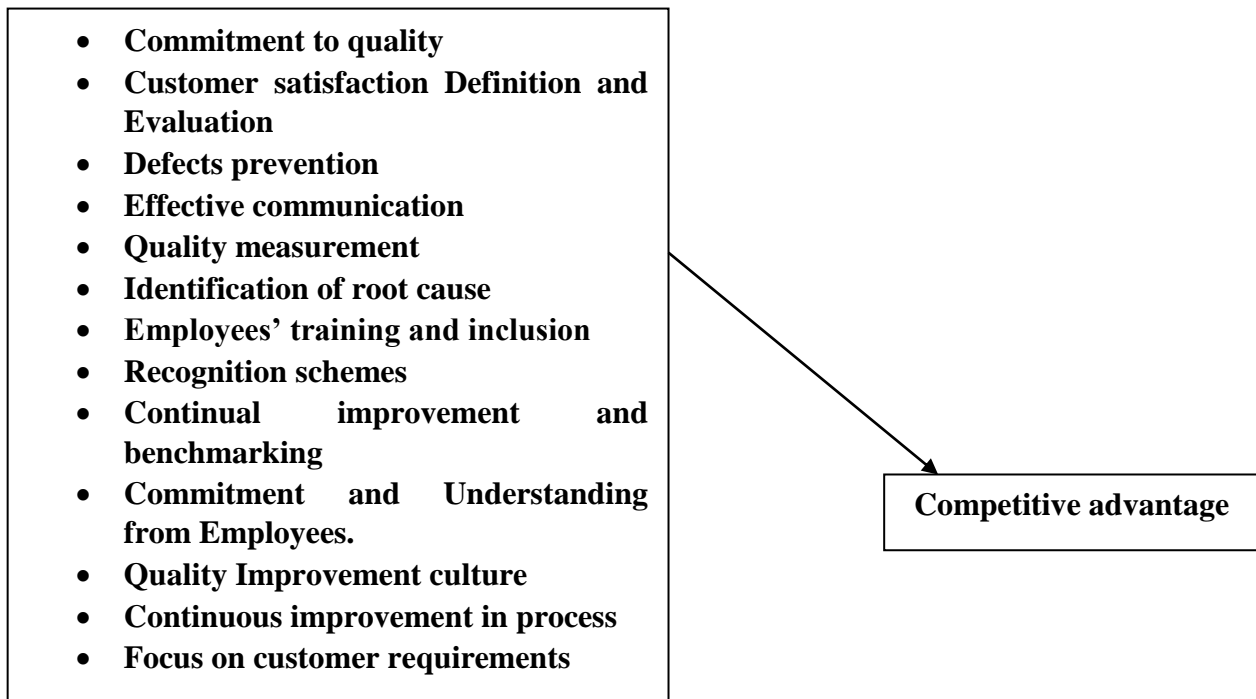 • Commitment to quality
• Customer satisfaction Definition and
Evaluation
• Defects prevention
• Effective communication
• Quality measurement
• Identification of root cause
• Employees’ training and inclusion
• Recognition schemes
• Continual improvement and
benchmarking
• Commitment and Understanding
from Employees.
• Quality Improvement culture
• Continuous improvement in process
• Focus on customer requirements
Competitive advantage